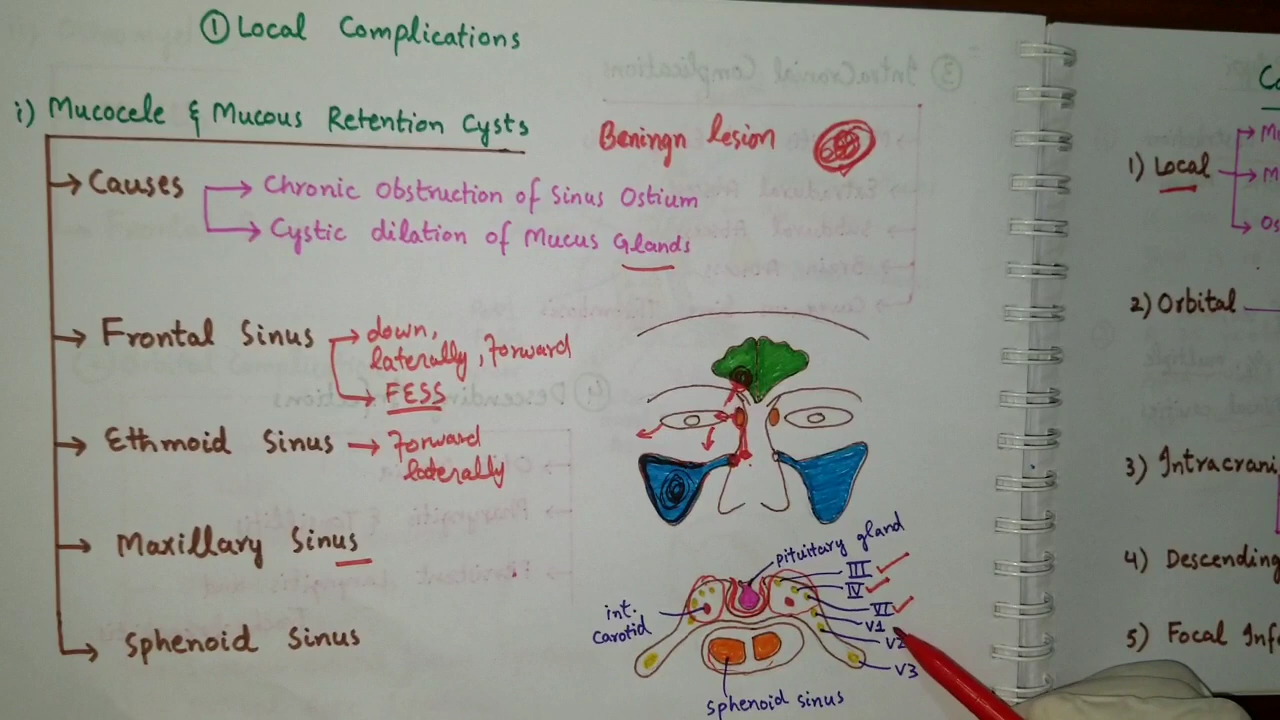 ① Local Complications
i) Mucocele & Mucous Retention Cysts
Beningn lesion
Causes
Chronic Obstruction of Sinus Ostium
Cystic dilation of Mucus Glands
Frontal Sinus
down,
laterally, Forward
FESS
Ethmoid Sinus
Forward
laterally
Maxillary Sinus
Sphenoid Sinus
pituitary gland
III
IV
VI
V1
V2
V3
int.
Carotid
Sphenoid sinus
1) Local
2) Orbital
3) Intracrani
4) Descending
5) Focal Inf